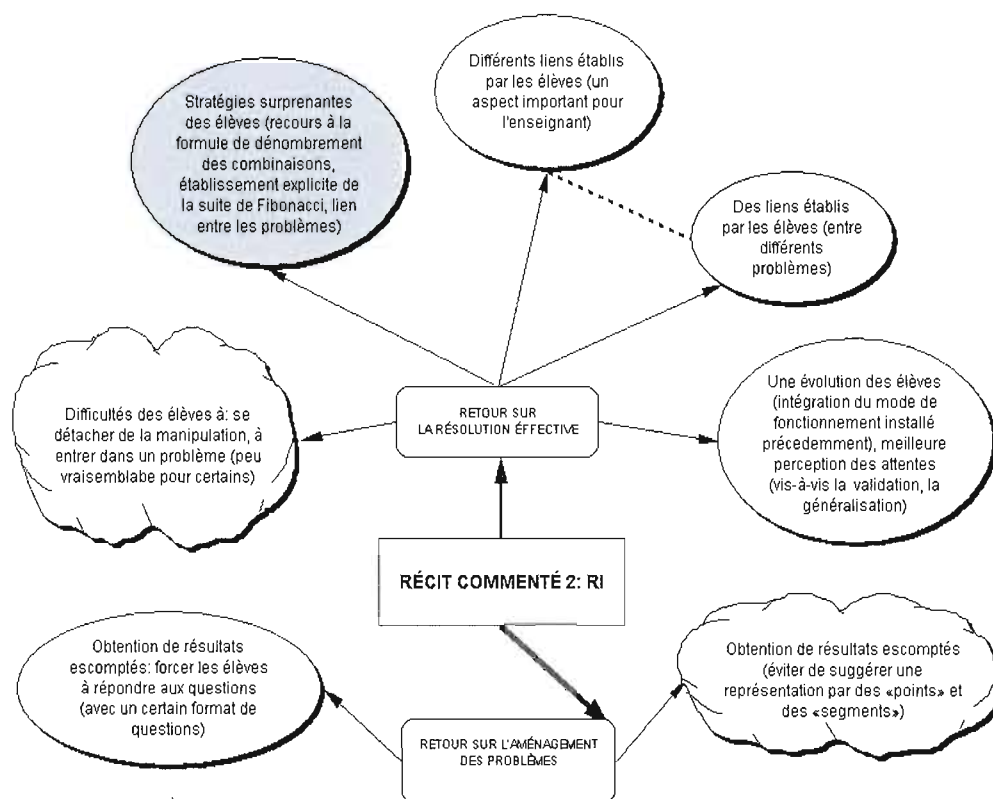 Différents liens établis
par les élèves (un
aspect important pour
l'enseignant)
Stratégies surprenantes
des élèves (recours à la
formule de dénombrement
des combinaisons,
établissement explicite de
la suite de Fibonacci, lien
entre les problèmes)
Des liens établis
par les élèves (entre
différents
problèmes)
Difficultés des élèves à: se
détacher de la manipulation, à
entrer dans un problème (peu
vraisemblabe pour certains)
RETOUR SUR
LA RÉSOLUTION ÉFFECTIVE
Une évolution des élèves
(intégration du mode de
fonctionnement installé
précedemment), meilleure
perception des attentes
(vis-à-vis la validation, la
généralisation)
RÉCIT COMMENTÉ 2: RI
Obtention de résultats
escomptés: forcer les élèves
à répondre aux questions
(avec un certain format de
questions)
Obtention de résultats escomptés
(éviter de suggérer une
représentation par des «points» et
des «segments»)
RETOUR SUR L'AMÉNAGEMENT
DES PROBLÈMES